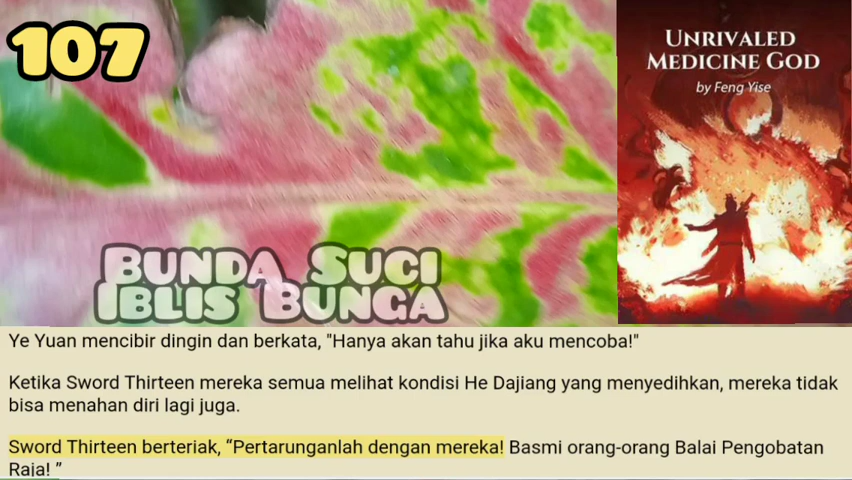 107
UNRIVALED
MEDICINE GOD
by Feng Yise
BUNDA SUCI
IBLIS BUNGA
Ye Yuan mencibir dingin dan berkata, "Hanya akan tahu jika aku mencoba!"
Ketika Sword Thirteen mereka semua melihat kondisi He Dajiang yang menyedihkan, mereka tidak
bisa menahan diri lagi juga.
Sword Thirteen berteriak, “Pertarunganlah dengan mereka! Basmi orang-orang Balai Pengobatan
Raja! ”